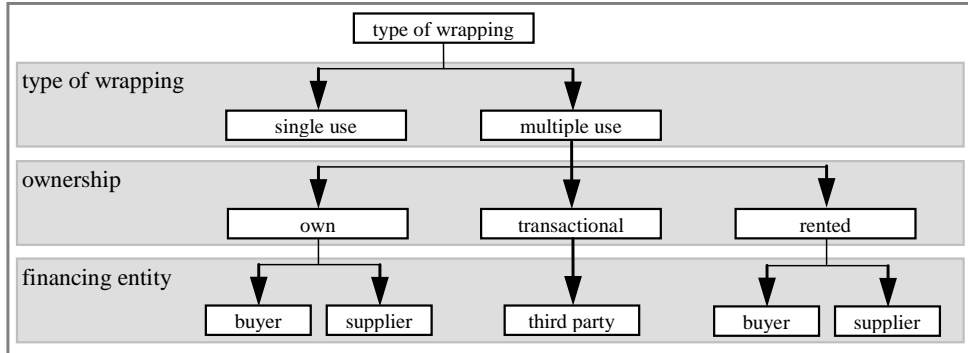 type of wrapping
type of wrapping
single use
multiple use
ownership
own
transactional
rented
financing entity
buyer
supplier
third party
buyer
supplier